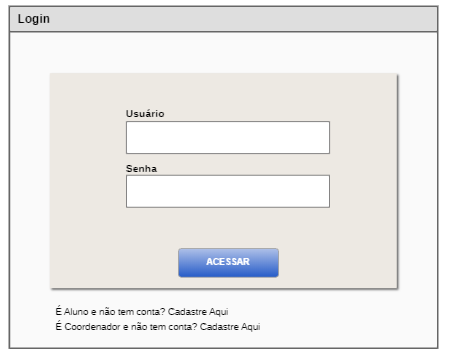 Login
Usuário
Senha
ACESSAR
É Aluno e não tem conta? Cadastre Aqui
É Coordenador e não tem conta? Cadastre Aqui